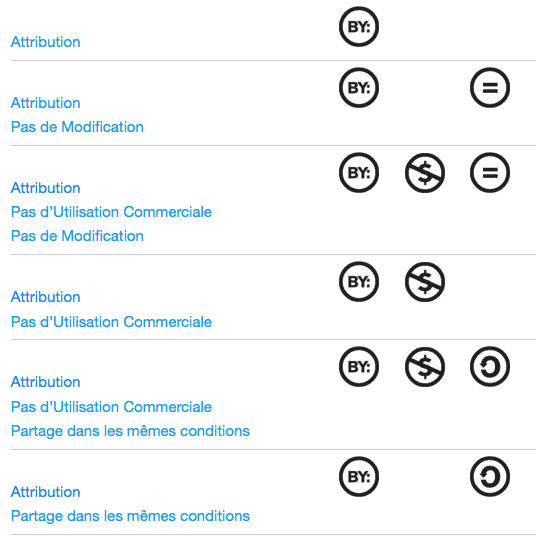 Attribution
BY:
Attribution
Pas de Modification
BY: =
Attribution
Pas d’Utilisation Commerciale
Pas de Modification
BY: $ =
Attribution
Pas d’Utilisation Commerciale
BY: $
Attribution
Pas d’Utilisation Commerciale
Partage dans les mêmes conditions
BY: $
Attribution
Partage dans les mêmes conditions
BY: